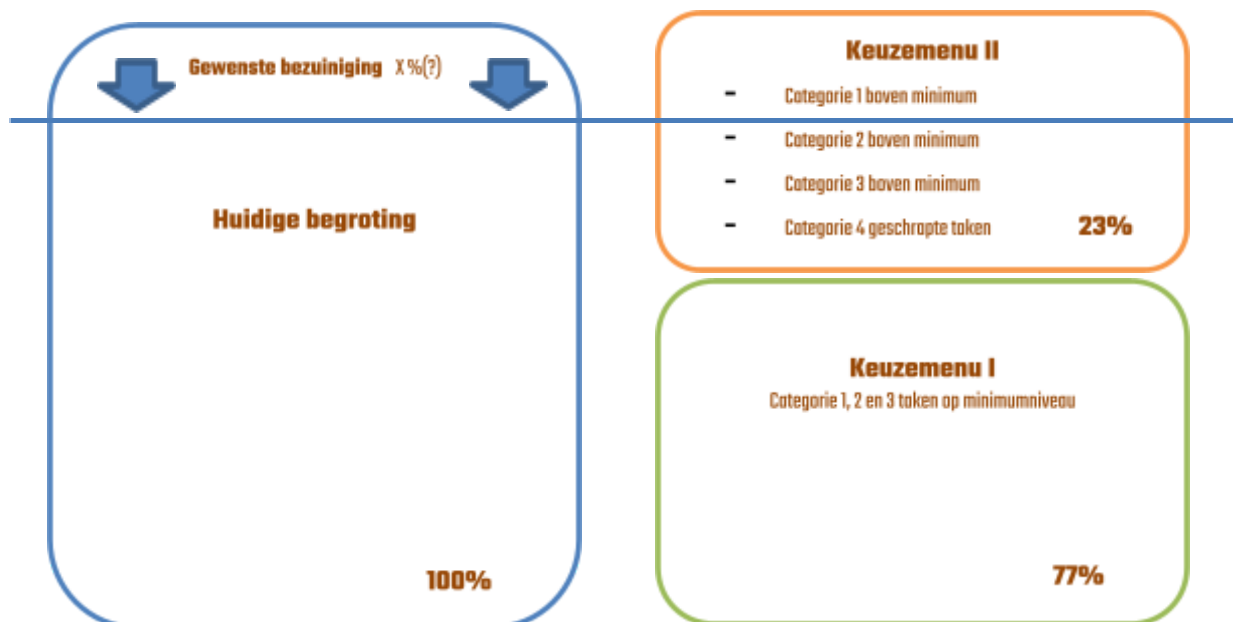 Gewenste bezuiniging X %(?)
Huidige begroting
100%
Keuzemenu II
- Categorie 1 boven minimum
- Categorie 2 boven minimum
- Categorie 3 boven minimum
- Categorie 4 geschrapte taken 23%
Keuzemenu I
Categorie 1, 2 en 3 taken op minimumniveau
77%